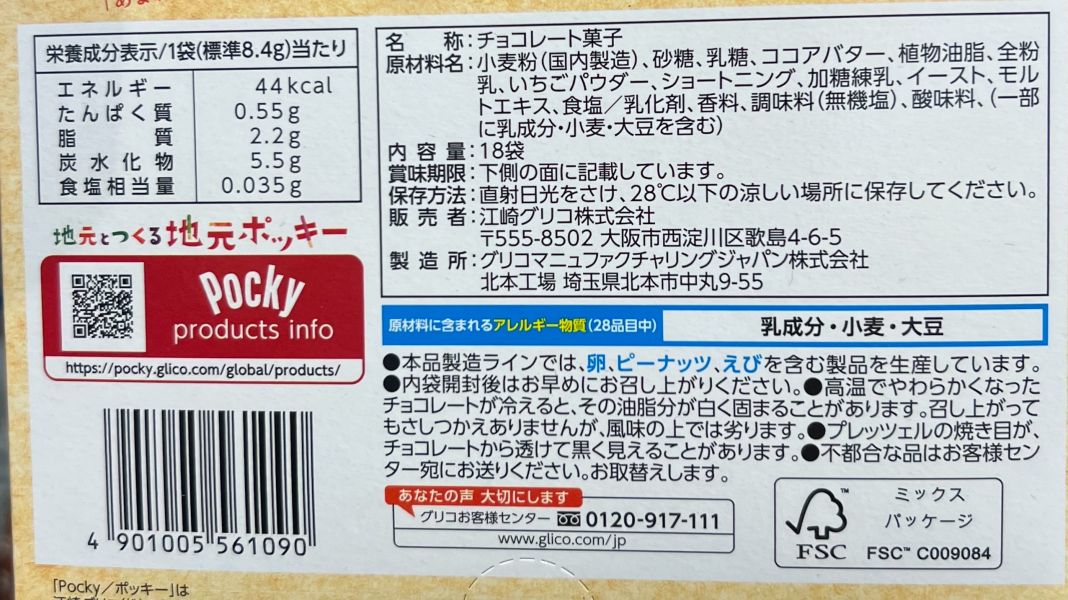 栄養成分表示/1袋(標準8.4g)当たり
エネルギー 44kcal
たんぱく質 0.55g
脂質 2.2g
炭水化物 5.5g
食塩相当量 0.035g
地元とつくる地元ポッキー
Pocky
products info
https://pocky.glico.com/global/products/
4 901005 561090
「Pocky／ポッキー」は
名称:チョコレート菓子
原材料名:小麦粉(国内製造)、砂糖、乳糖、ココアバター、植物油脂、全粉
乳、いちごパウダー、ショートニング、加糖練乳、イースト、モル
トエキス、食塩／乳化剤、香料、調味料(無機塩)、酸味料、(一部
に乳成分・小麦・大豆を含む)
内容量:18袋
賞味期限:下側の面に記載しています。
保存方法:直射日光をさけ、28℃以下の涼しい場所に保存してください。
販売者:江崎グリコ株式会社
〒555-8502 大阪市西淀川区歌島4-6-5
製造所:グリコマニュファクチャリングジャパン株式会社
北本工場 埼玉県北本市中丸9-55
原材料に含まれるアレルギー物質(28品目中) 乳成分・小麦・大豆
●本品製造ラインでは、卵、ピーナッツ、えびを含む製品を生産しています。
●内袋開封後はお早めにお召し上がりください。●高温でやわらかくなった
チョコレートが冷えると、その油脂分が白く固まることがあります。召し上がって
もさしつかえありませんが、風味の上では劣ります。●プレッツェルの焼き目が、
チョコレートから透けて黒く見えることがあります。●不都合な品はお客様セン
ター宛にお送りください。お取替えします。
あなたの声 大切にします
グリコお客様センター 0120-917-111
www.glico.com/jp
FSC™
ミックス
パッケージ
FSC™ C009084